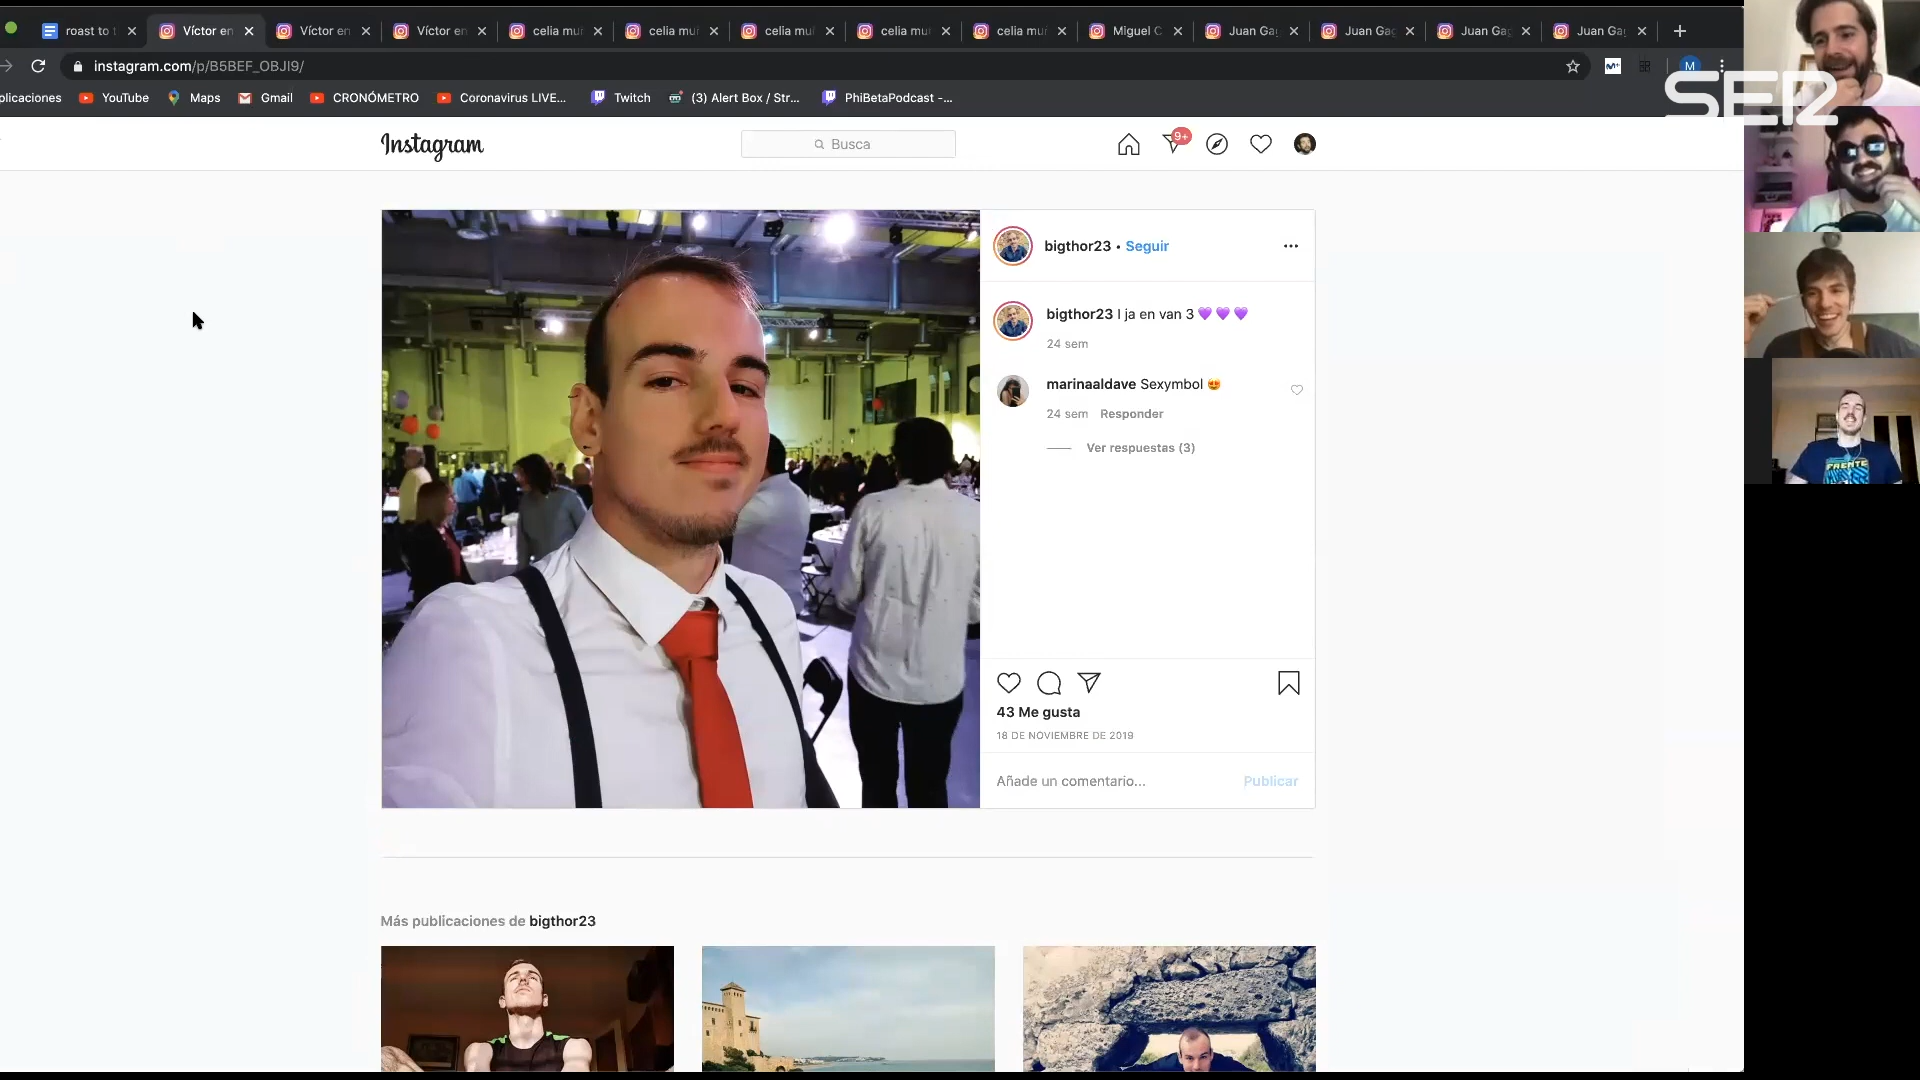 roast to t
Víctor en
Víctor en
Víctor en
celia mu
celia mu
celia mu
celia mu
celia mu
Miguel C
Juan Ga
Juan Ga
Juan Ga
Juan Ga
instagram.com/p/B5BEF_OBJI9/
M
plicaciones
YouTube
Maps
Gmail
CRONÓMETRO
Coronavirus LIVE...
Twitch
(3) Alert Box / Str...
PhiBetaPodcast -...
SER
Instagram
Busca
9+
bigthor23 • Seguir
bigthor23 I ja en van 3 💜 💜 💜
24 sem
marinaaldave Sexymbol 😍
24 sem Responder
Ver respuestas (3)
FRENTE
43 Me gusta
18 DE NOVIEMBRE DE 2019
Añade un comentario...
Publicar
Más publicaciones de bigthor23